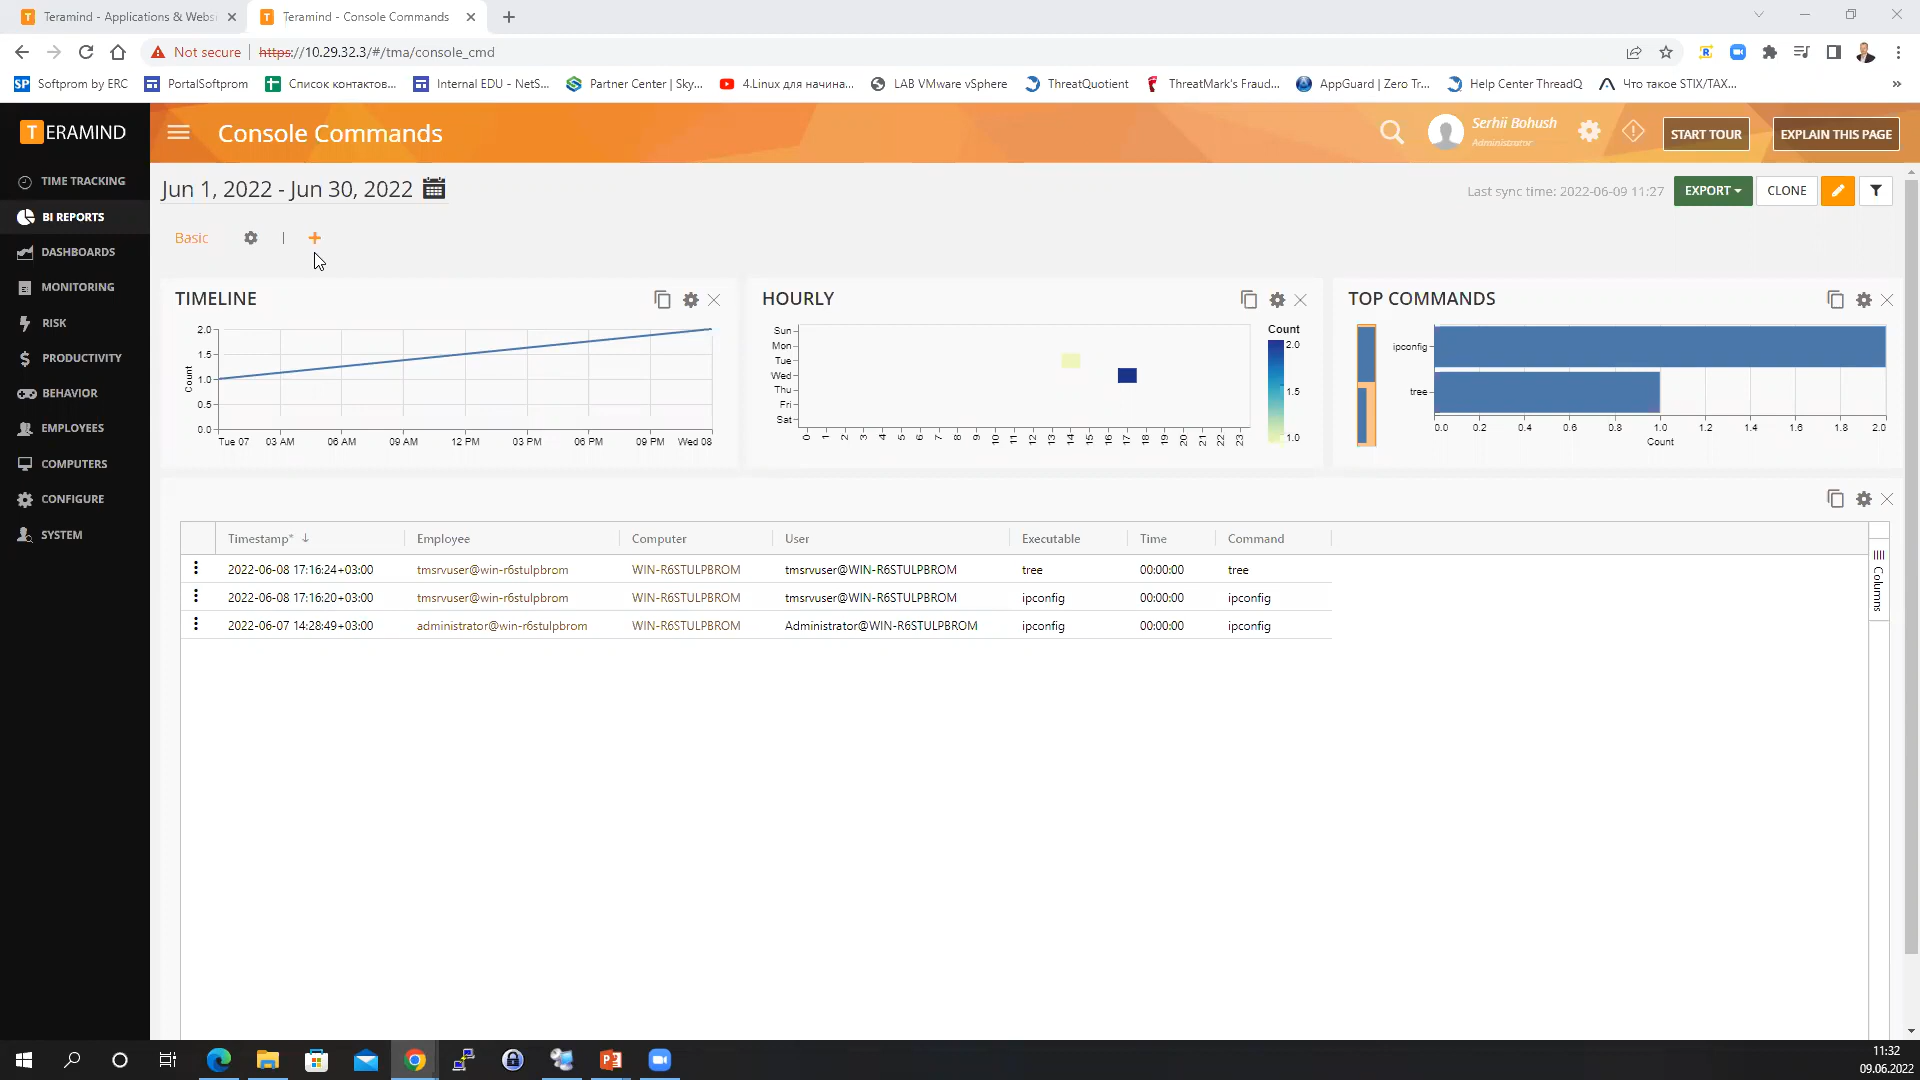 Teramind - Applications & Websi
Teramind - Console Commands
Not secure
https://10.29.32.3/#/tma/console_cmd
Softprom by ERC
PortalSoftprom
Список контактов...
Internal EDU - NetS...
Partner Center | Sky...
4.Linux для начина...
LAB VMware vSphere
ThreatQuotient
ThreatMark's Fraud...
AppGuard | Zero Tr...
Help Center ThreadQ
Что такое STIX/TAX...
TERAMIND
Console Commands
Serhii Bohush
Administrator
START TOUR
EXPLAIN THIS PAGE
TIME TRACKING
BI REPORTS
DASHBOARDS
MONITORING
RISK
PRODUCTIVITY
BEHAVIOR
EMPLOYEES
COMPUTERS
CONFIGURE
SYSTEM
Jun 1, 2022 - Jun 30, 2022
Last sync time: 2022-06-09 11:27
EXPORT
CLONE
Basic
TIMELINE
Count
2.0
1.5
1.0
0.5
0.0
Tue 07 03 AM 06 AM 09 AM 12 PM 03 PM 06 PM 09 PM Wed 08
HOURLY
Sun
Mon
Tue
Wed
Thu
Fri
Sat
0 1 2 3 4 5 6 7 8 9 10 11 12 13 14 15 16 17 18 19 20 21 22 23
Count
2.0
1.5
1.0
TOP COMMANDS
ipconfig
tree
0.0 0.2 0.4 0.6 0.8 1.0 1.2 1.4 1.6 1.8 2.0
Count
Timestamp* Employee Computer User Executable Time Command
2022-06-08 17:16:24+03:00 tmsrvuser@win-r6stulpbrom WIN-R6STULPBROM tmsrvuser@WIN-R6STULPBROM tree 00:00:00 tree
2022-06-08 17:16:20+03:00 tmsrvuser@win-r6stulpbrom WIN-R6STULPBROM tmsrvuser@WIN-R6STULPBROM ipconfig 00:00:00 ipconfig
2022-06-07 14:28:49+03:00 administrator@win-r6stulpbrom WIN-R6STULPBROM Administrator@WIN-R6STULPBROM ipconfig 00:00:00 ipconfig
Columns
11:32
09.06.2022